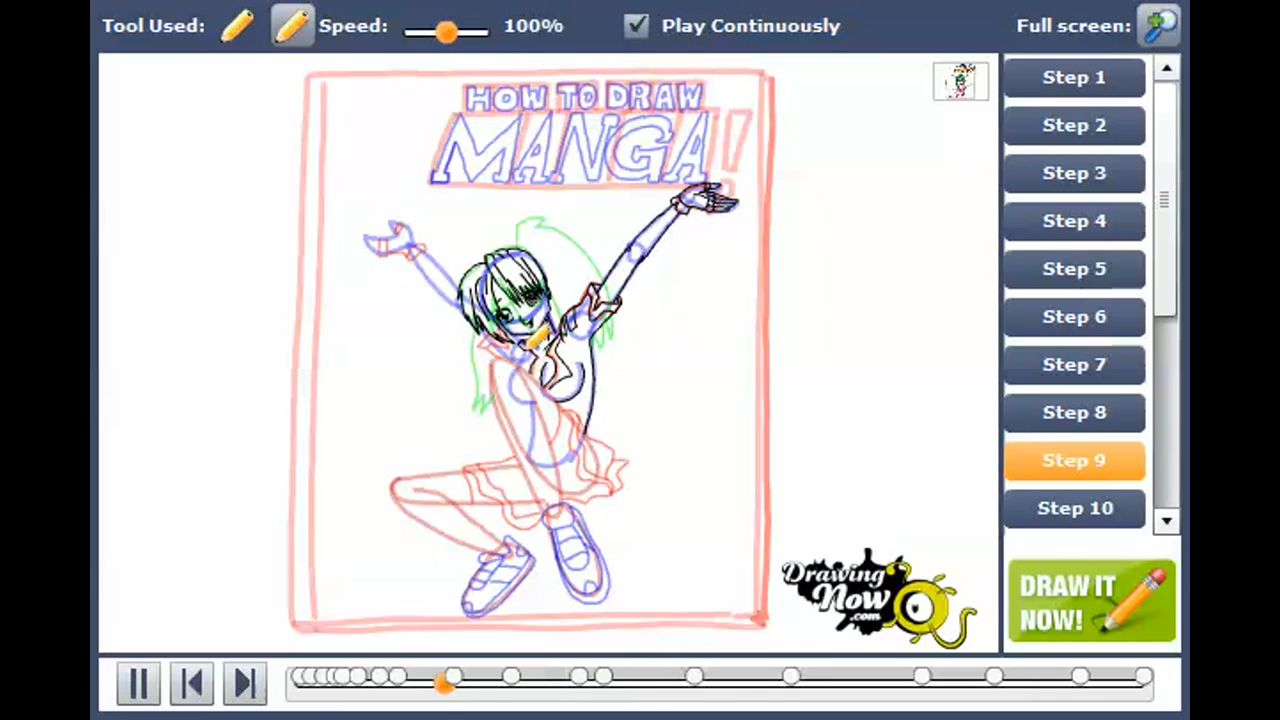 Tool Used:
Speed:
100%
Play Continuously
Full screen:
HOW TO DRAW
MANGA!
Step 1
Step 2
Step 3
Step 4
Step 5
Step 6
Step 7
Step 8
Step 9
Step 10
Drawing
Now
.com
DRAW IT
NOW!